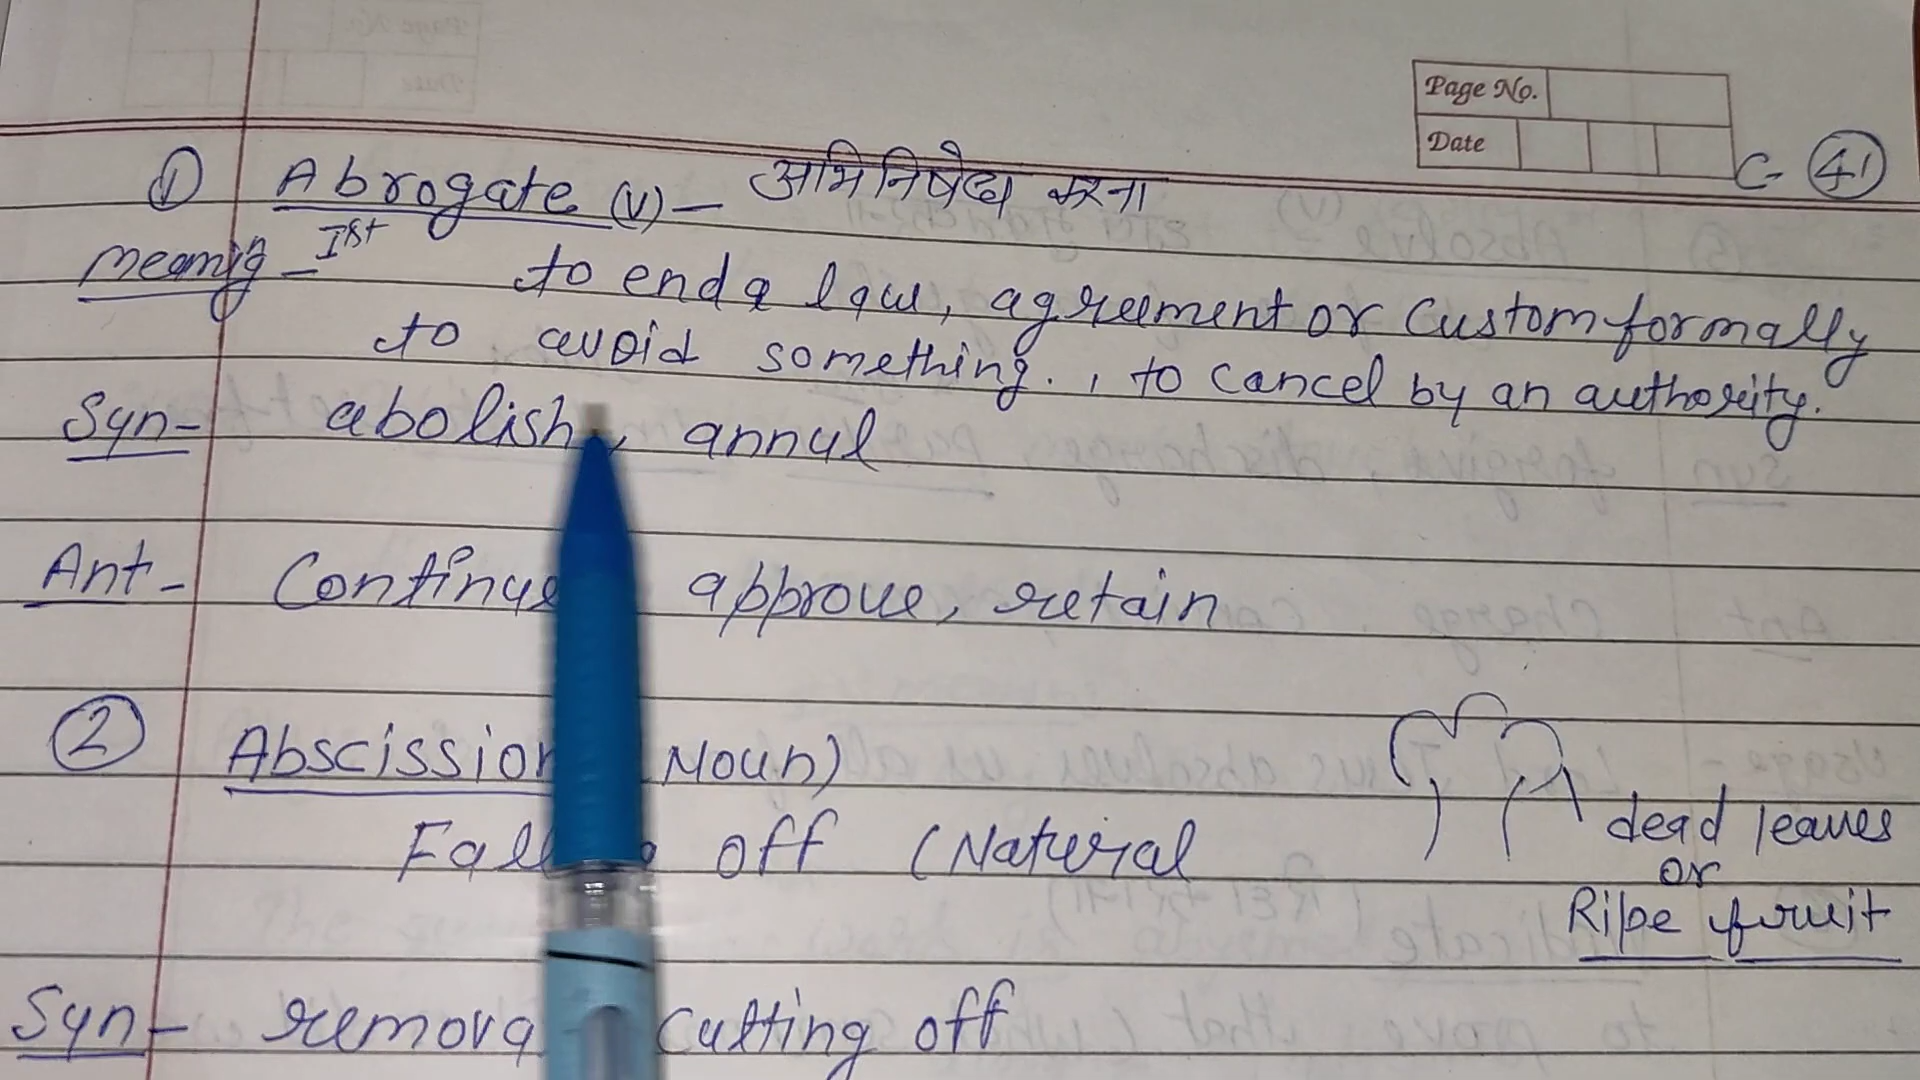 Page No.
Date
C- 41
① Abrogate (v) – अभिनिषेध करना
Meaning – Ist to end a law, agreement or custom formally
to avoid something. , to cancel by an authority.
Syn- abolish, annul
Ant- Continue approve, retain
② Abscission Noun)
off (Natural
dead leaves
or
Ripe fruit
Syn- cutting off